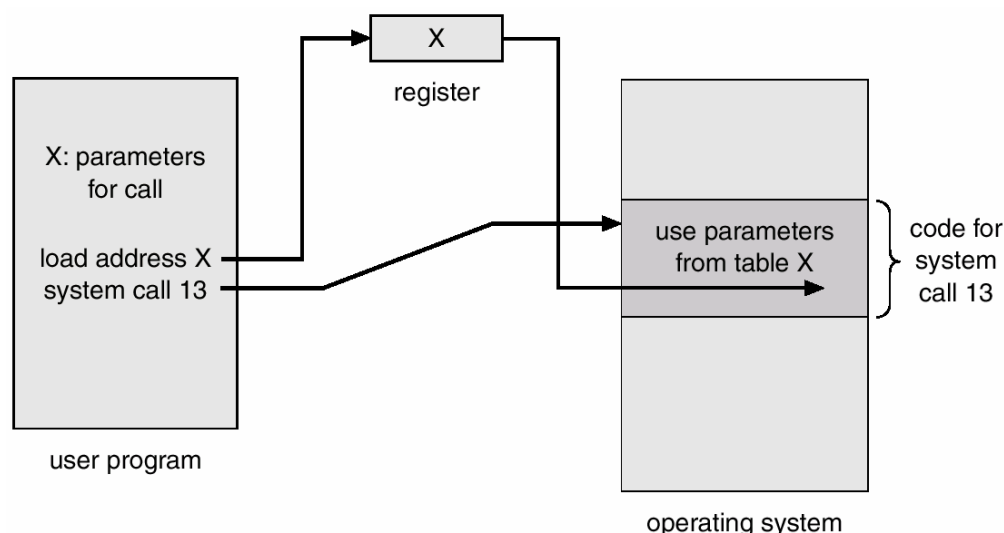 X
register
X: parameters
for call
load address X
system call 13
user program
use parameters
from table X
code for
system
call 13
operating system